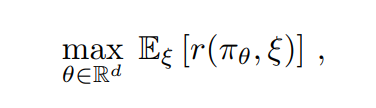 max_{θ∈ℝ^d} 𝔼_ξ [r(π_θ, ξ)] ,